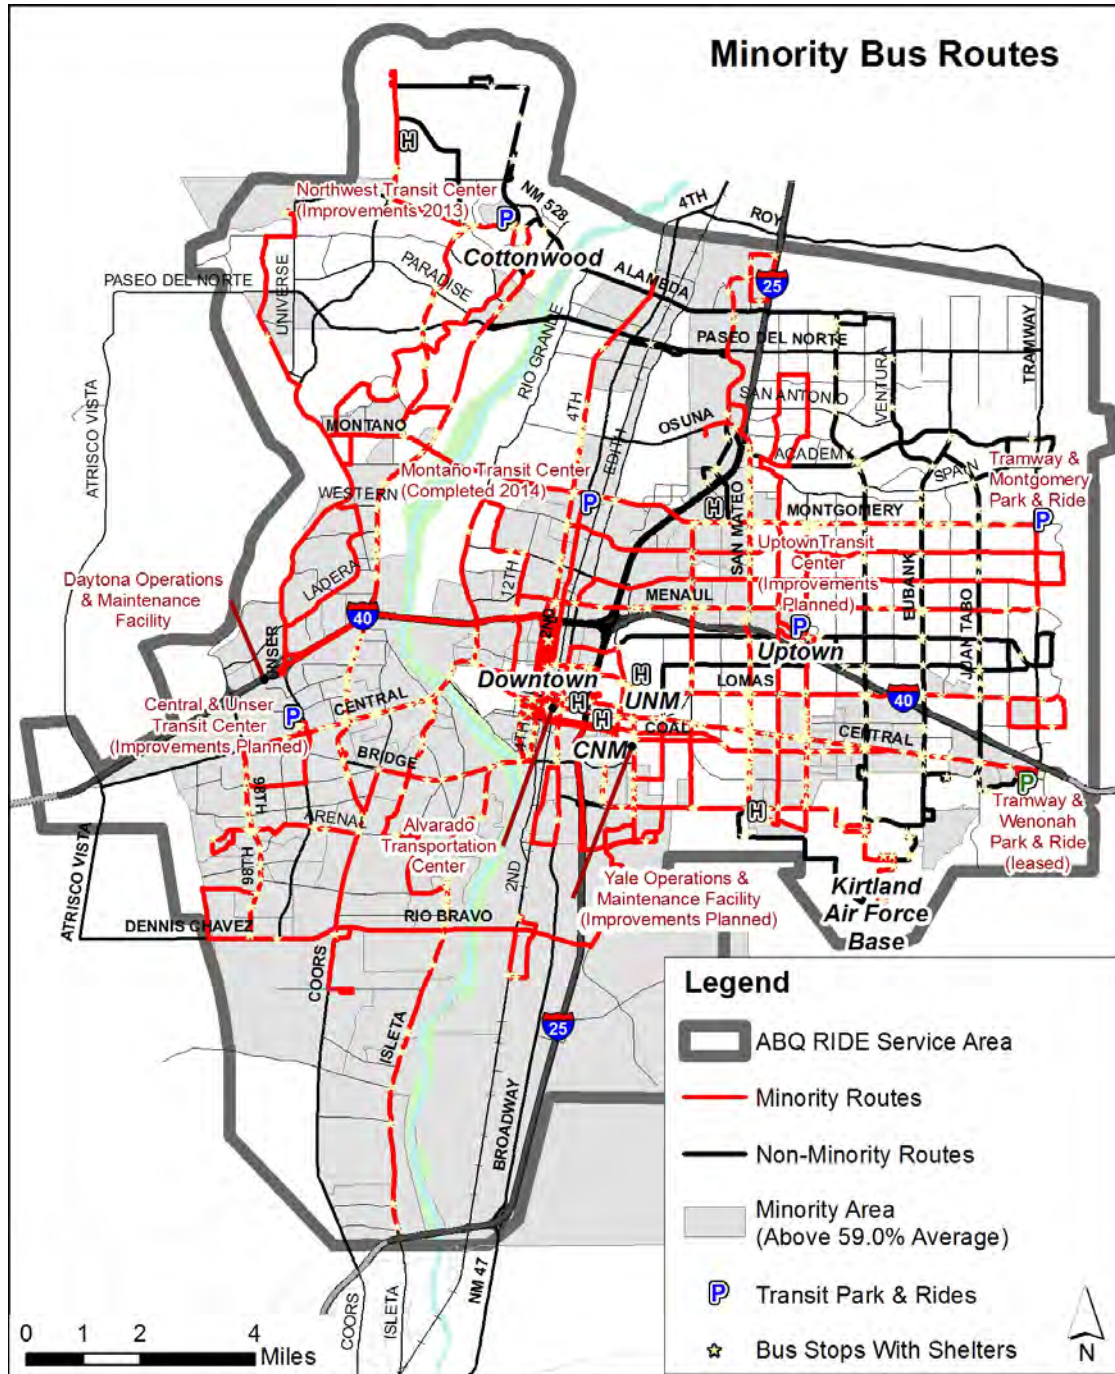 Minority Bus Routes
H
Northwest Transit Center
(Improvements 2013)
P
NM 528
4TH
ROY
Cottonwood
PASEO DEL NORTE
UNIVERSE
PARADISE
ALAMEDA
25
RIO GRANDE
PASEO DEL NORTE
TRAMWAY
ATRISCO VISTA
4TH
SAN ANTONIO
VENTURA
MONTANO
OSUNA
EDITH
ACADEMY
SPAIN
Montaño Transit Center
(Completed 2014)
P
WESTERN
H
SAN MATEO
MONTGOMERY
Tramway &
Montgomery
Park & Ride
P
Daytona Operations
& Maintenance
Facility
LADERA
12TH
UptownTransit
Center
(Improvements
Planned)
P
EUBANK
JUAN TABO
MENAUL
40
2ND
UNSER
Uptown
Downtown
H
UNM
LOMAS
40
Central & Unser
Transit Center
(Improvements Planned)
P
CENTRAL
H
H
4TH
COAL
CENTRAL
CNM
BRIDGE
98TH
ARENAL
P
Tramway &
Wenonah
Park & Ride
(leased)
H
Alvarado
Transportation
Center
98TH
2ND
Yale Operations &
Maintenance Facility
(Improvements Planned)
Kirtland
Air Force
Base
ATRISCO VISTA
DENNIS CHAVEZ
RIO BRAVO
COORS
ISLETA
25
BROADWAY
NM 47
COORS
ISLETA
Legend
ABQ RIDE Service Area
Minority Routes
Non-Minority Routes
Minority Area
(Above 59.0% Average)
P Transit Park & Rides
Bus Stops With Shelters
0 1 2 4
Miles
N